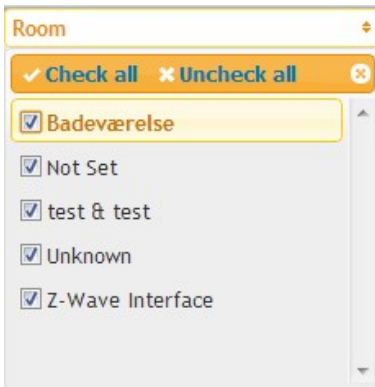 Room
Check all Uncheck all
Badeværelse
Not Set
test & test
Unknown
Z-Wave Interface